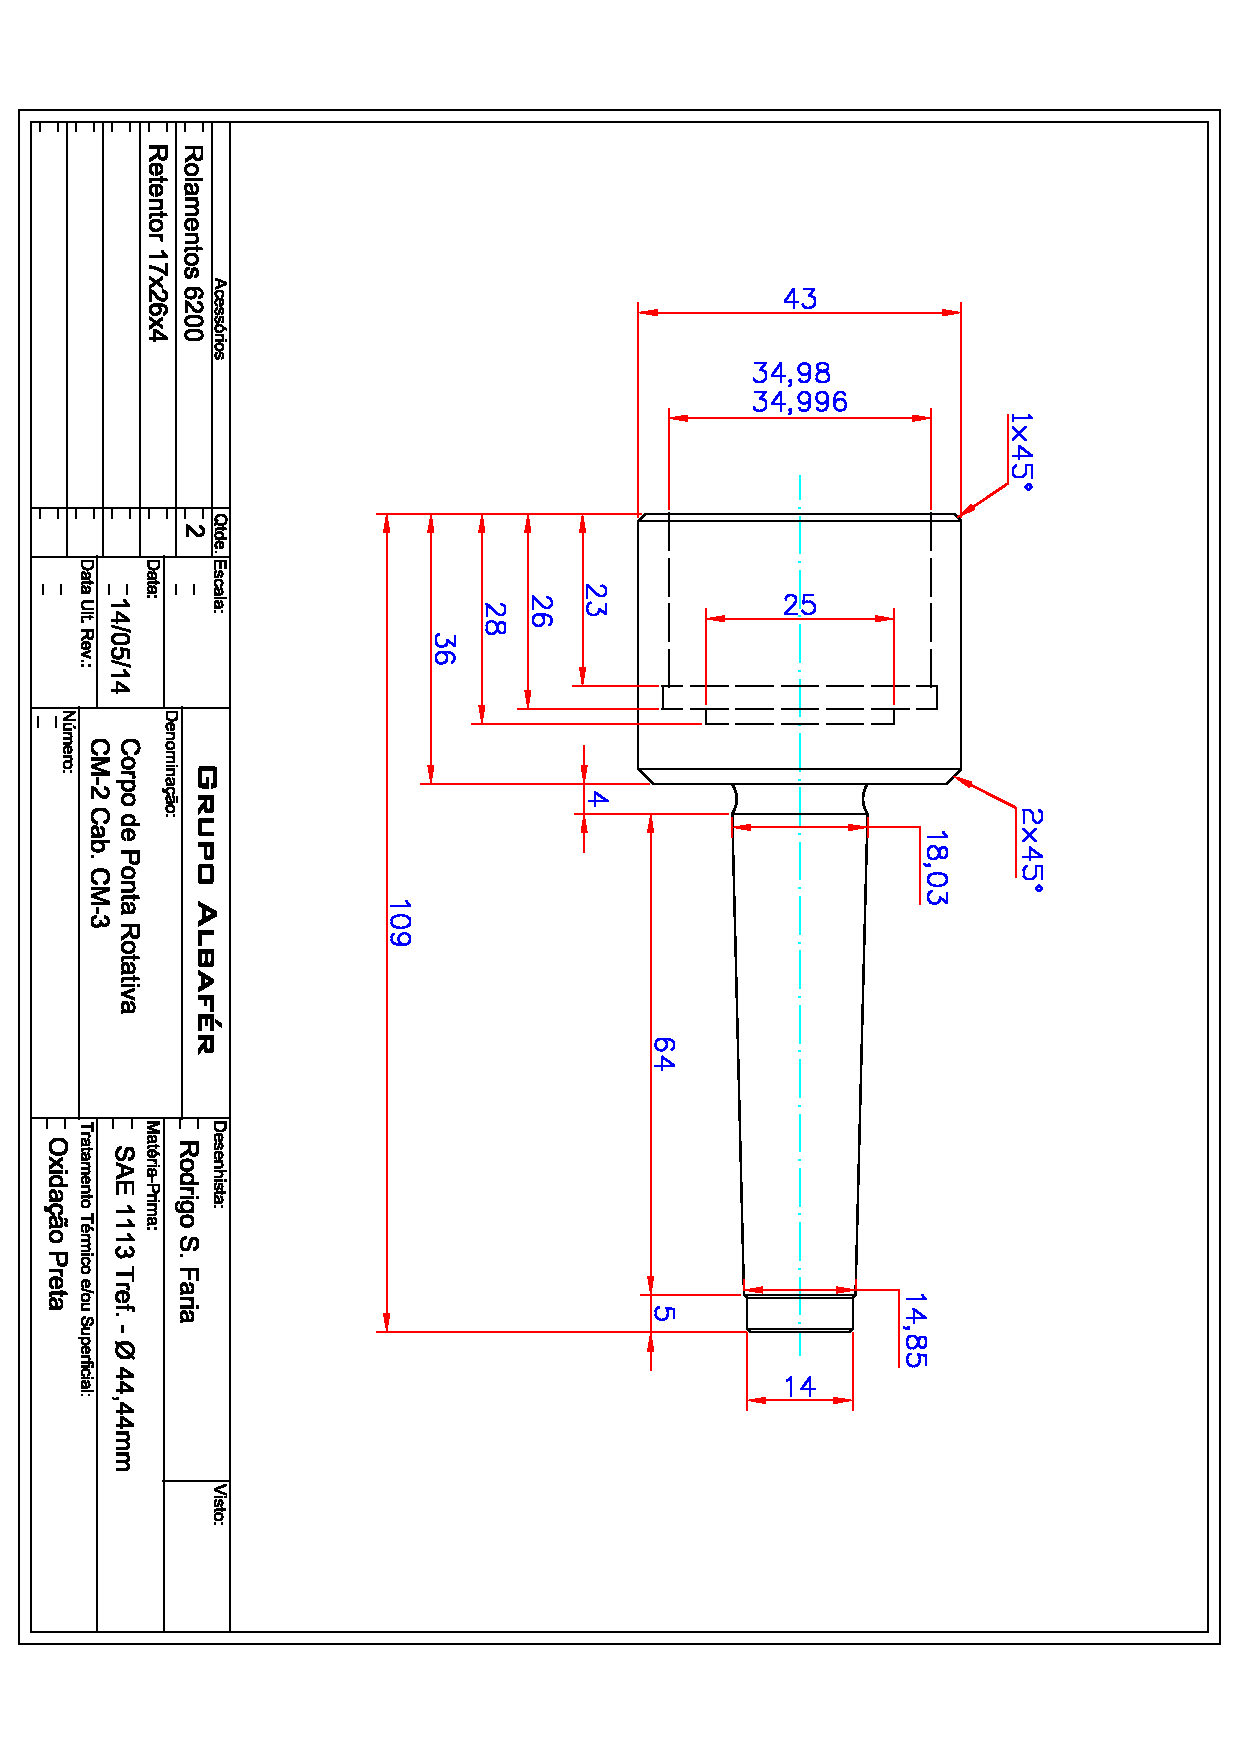 43
34,98
34,996
1x45°
25
23
26
28
36
4
2x45°
18,03
109
64
14,85
5
14
Acessórios
Qtde.
Rolamentos 6200
2
Retentor 17x26x4
Escala:
Data:
14/05/14
Data Ult. Rev.:
GRUPO ALBAFÉR
Denominação:
Corpo de Ponta Rotativa
CM-2 Cab. CM-3
Número:
Desenhista:
Rodrigo S. Faria
Visto:
Matéria-Prima:
SAE 1113 Tref. - Ø 44,44mm
Tratamento Térmico e/ou Superficial:
Oxidação Preta